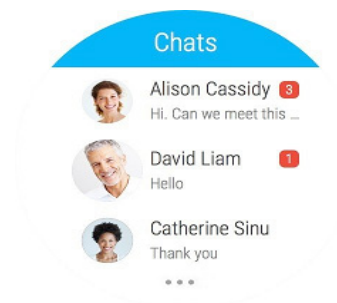 Chats
Alison Cassidy 3
Hi. Can we meet this ...
David Liam 1
Hello
Catherine Sinu
Thank you